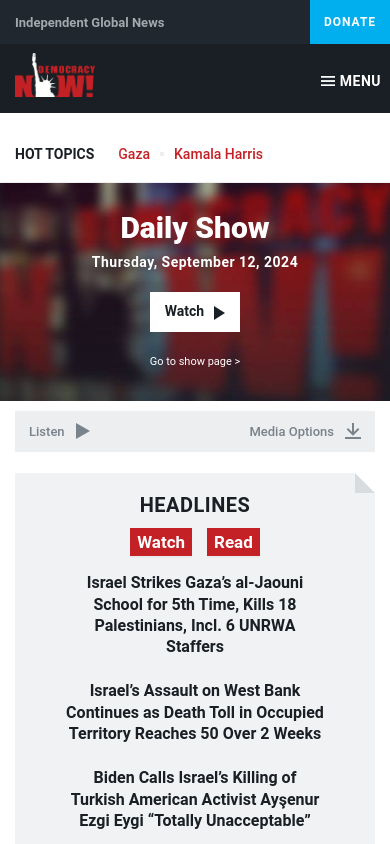 Independent Global News
DONATE
DEMOCRACY
NOW!
MENU
HOT TOPICS
Gaza
Kamala Harris
Daily Show
Thursday, September 12, 2024
Watch
Go to show page >
Listen
Media Options
HEADLINES
Watch
Read
Israel Strikes Gaza’s al-Jaouni
School for 5th Time, Kills 18
Palestinians, Incl. 6 UNRWA
Staffers
Israel’s Assault on West Bank
Continues as Death Toll in Occupied
Territory Reaches 50 Over 2 Weeks
Biden Calls Israel’s Killing of
Turkish American Activist Ayşenur
Ezgi Eygi “Totally Unacceptable”